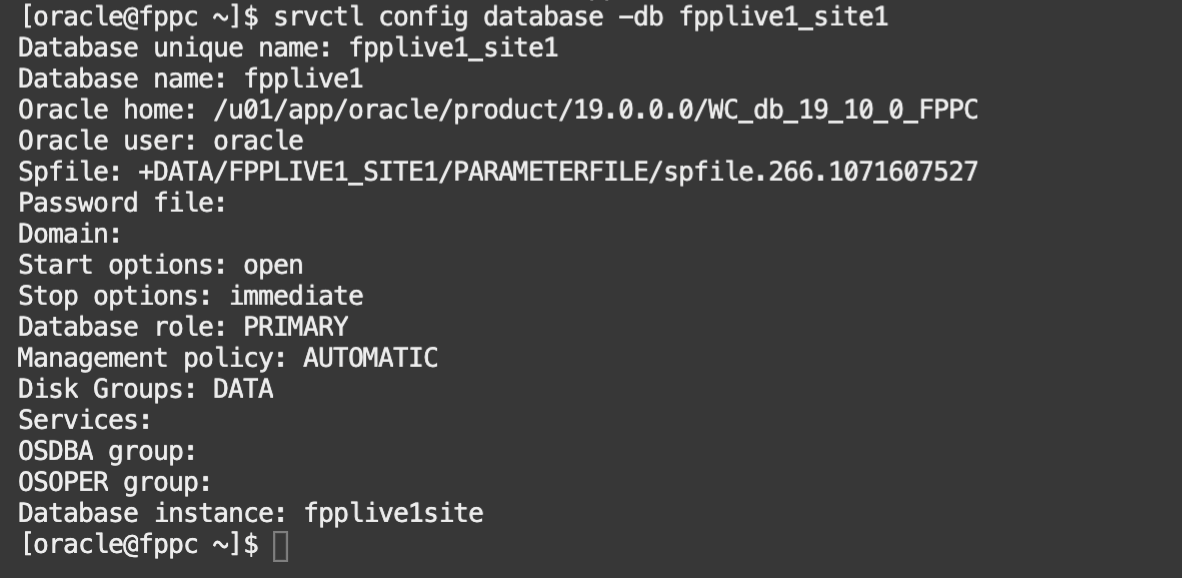 [oracle@fppc ~]$ srvctl config database -db fpplive1_site1
Database unique name: fpplive1_site1
Database name: fpplive1
Oracle home: /u01/app/oracle/product/19.0.0.0/WC_db_19_10_0_FPPC
Oracle user: oracle
Spfile: +DATA/FPPLIVE1_SITE1/PARAMETERFILE/spfile.266.1071607527
Password file:
Domain:
Start options: open
Stop options: immediate
Database role: PRIMARY
Management policy: AUTOMATIC
Disk Groups: DATA
Services:
OSDBA group:
OSOPER group:
Database instance: fpplive1site
[oracle@fppc ~]$